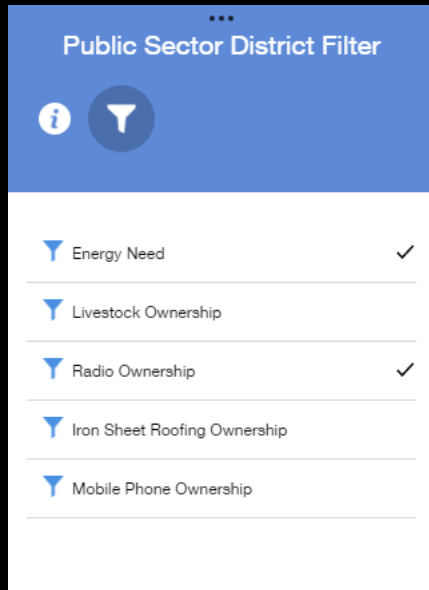 Public Sector District Filter
i
Energy Need
Livestock Ownership
Radio Ownership
Iron Sheet Roofing Ownership
Mobile Phone Ownership